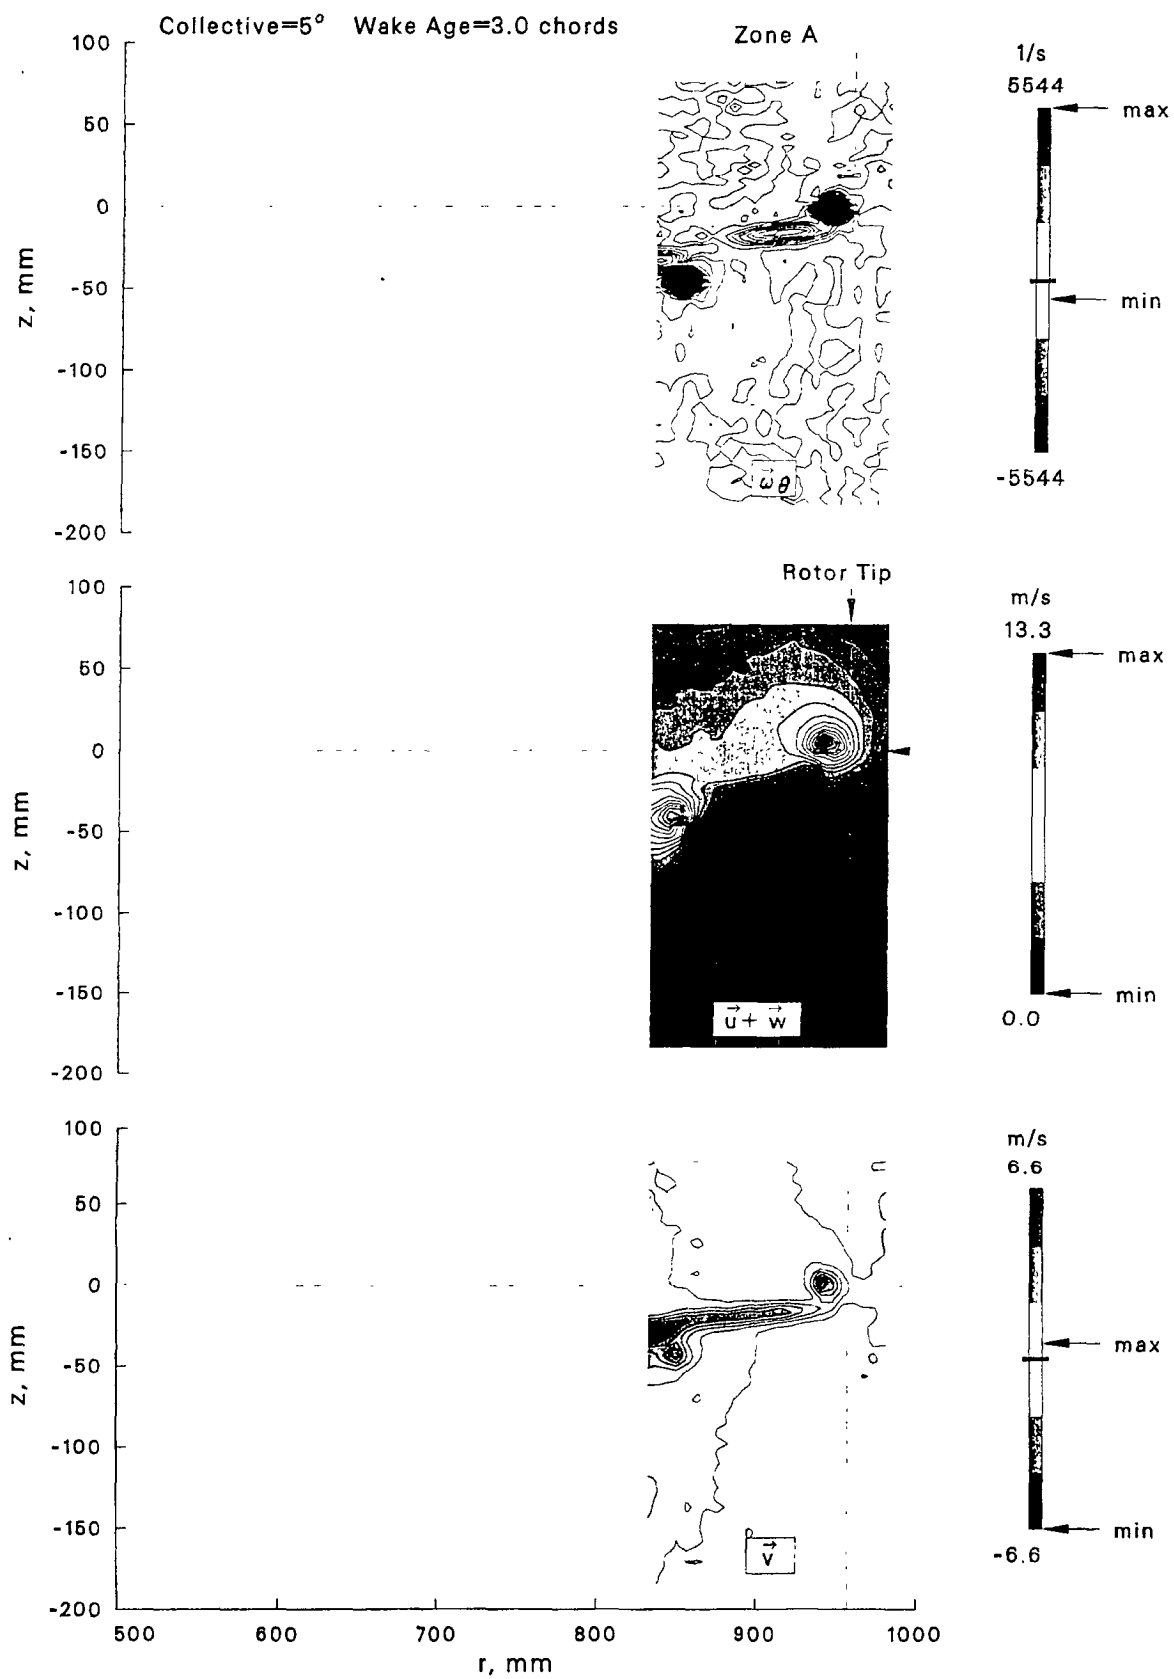 Collective=5° Wake Age=3.0 chords
Zone A
100
50
0
-50
-100
-150
-200
z, mm
ωθ
1/s
5544
max
min
-5544
Rotor Tip
100
50
0
-50
-100
-150
-200
z, mm
u + w
m/s
13.3
max
min
0.0
100
50
0
-50
-100
-150
-200
z, mm
v
m/s
6.6
max
min
-6.6
500 600 700 800 900 1000
r, mm